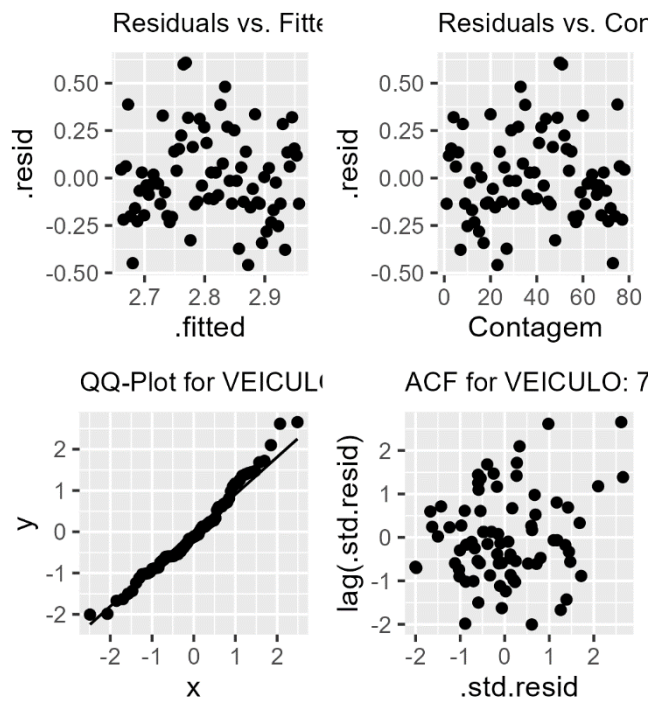 Residuals vs. Fitte
0.50
0.25
0.00
-0.25
-0.50
.resid
2.7 2.8 2.9
.fitted
Residuals vs. Con
0.50
0.25
0.00
-0.25
-0.50
.resid
0 20 40 60 80
Contagem
QQ-Plot for VEICUL
2
1
0
-1
-2
y
-2 -1 0 1 2
x
ACF for VEICULO: 7
2
1
0
-1
-2
lag(.std.resid)
-2 -1 0 1 2
.std.resid